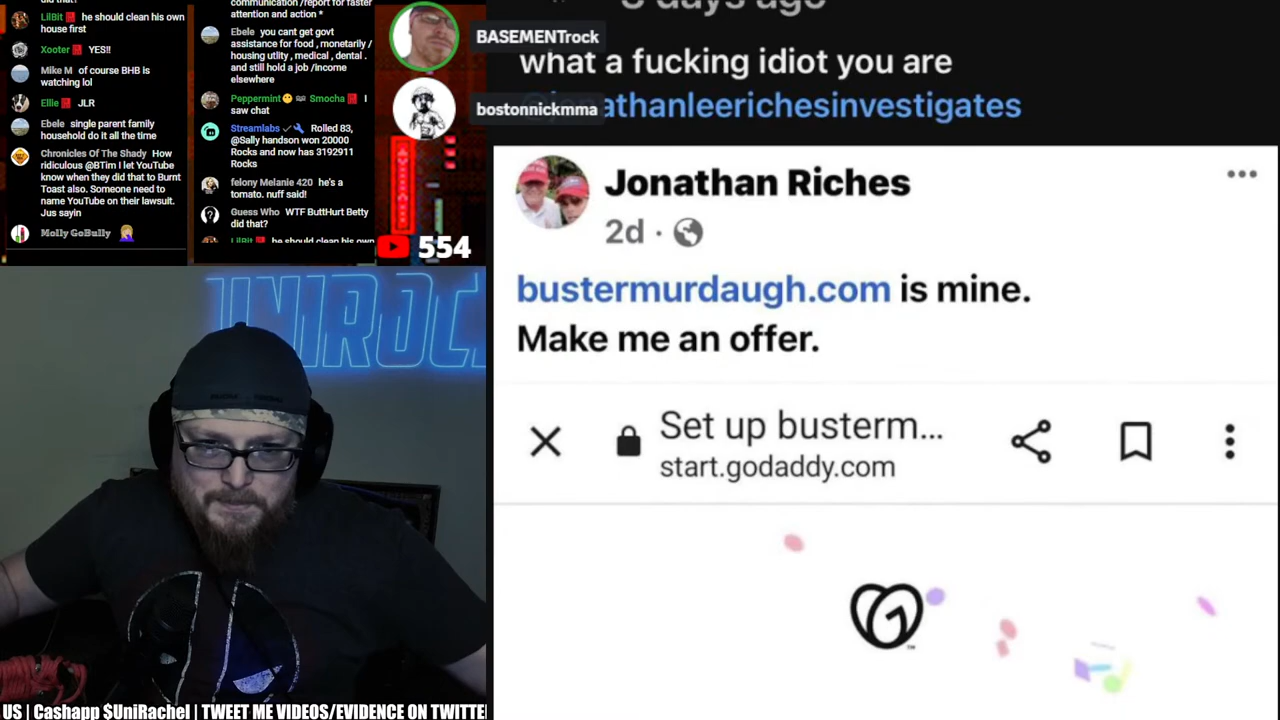 did that?
LilBit he should clean his own
house first
Xooter YES!!
Mike M of course BHB is
watching lol
Ellie JLR
Ebele single parent family
household do it all the time
Chronicles Of The Shady How
ridiculous @BTim I let YouTube
know when they did that to Burnt
Toast also. Someone need to
name YouTube on their lawsuit.
Jus sayin
Molly GoBully
communication /report for faster
attention and action *
Ebele you cant get govt
assistance for food , monetarily /
housing utlity , medical , dental .
and still hold a job /income
elsewhere
Peppermint Smocha I
saw chat
Streamlabs Rolled 83,
@Sally handson won 20000
Rocks and now has 3192911
Rocks
felony Melanie 420 he's a
tomato. nuff said!
Guess Who WTF ButtHurt Betty
did that?
LilBit he should clean his own
BASEMENTrock
bostonnickmma
554
3 days ago
what a fucking idiot you are
@jonathanleerichesinvestigates
Jonathan Riches
2d ·
bustermurdaugh.com is mine.
Make me an offer.
Set up busterm...
start.godaddy.com
UNIROCK
US | Cashapp $UniRachel | TWEET ME VIDEOS/EVIDENCE ON TWITTE